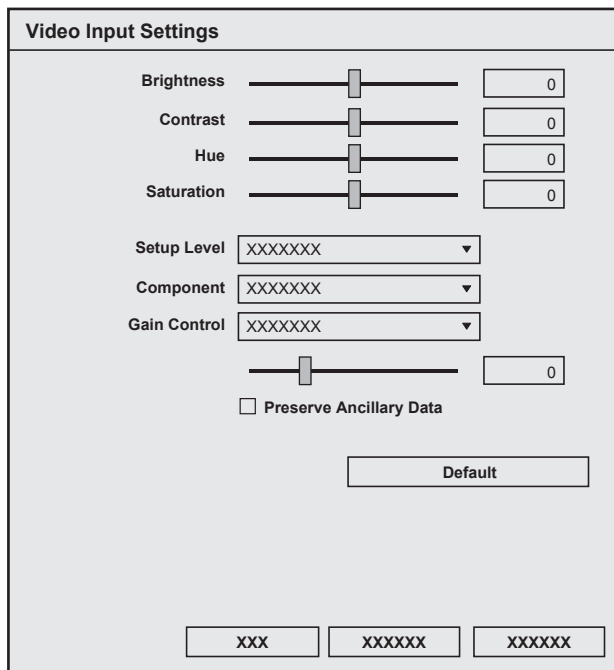 Video Input Settings
Brightness 0
Contrast 0
Hue 0
Saturation 0
Setup Level XXXXXXX
Component XXXXXXX
Gain Control XXXXXXX
0
Preserve Ancillary Data
Default
XXX XXXXXX XXXXXX